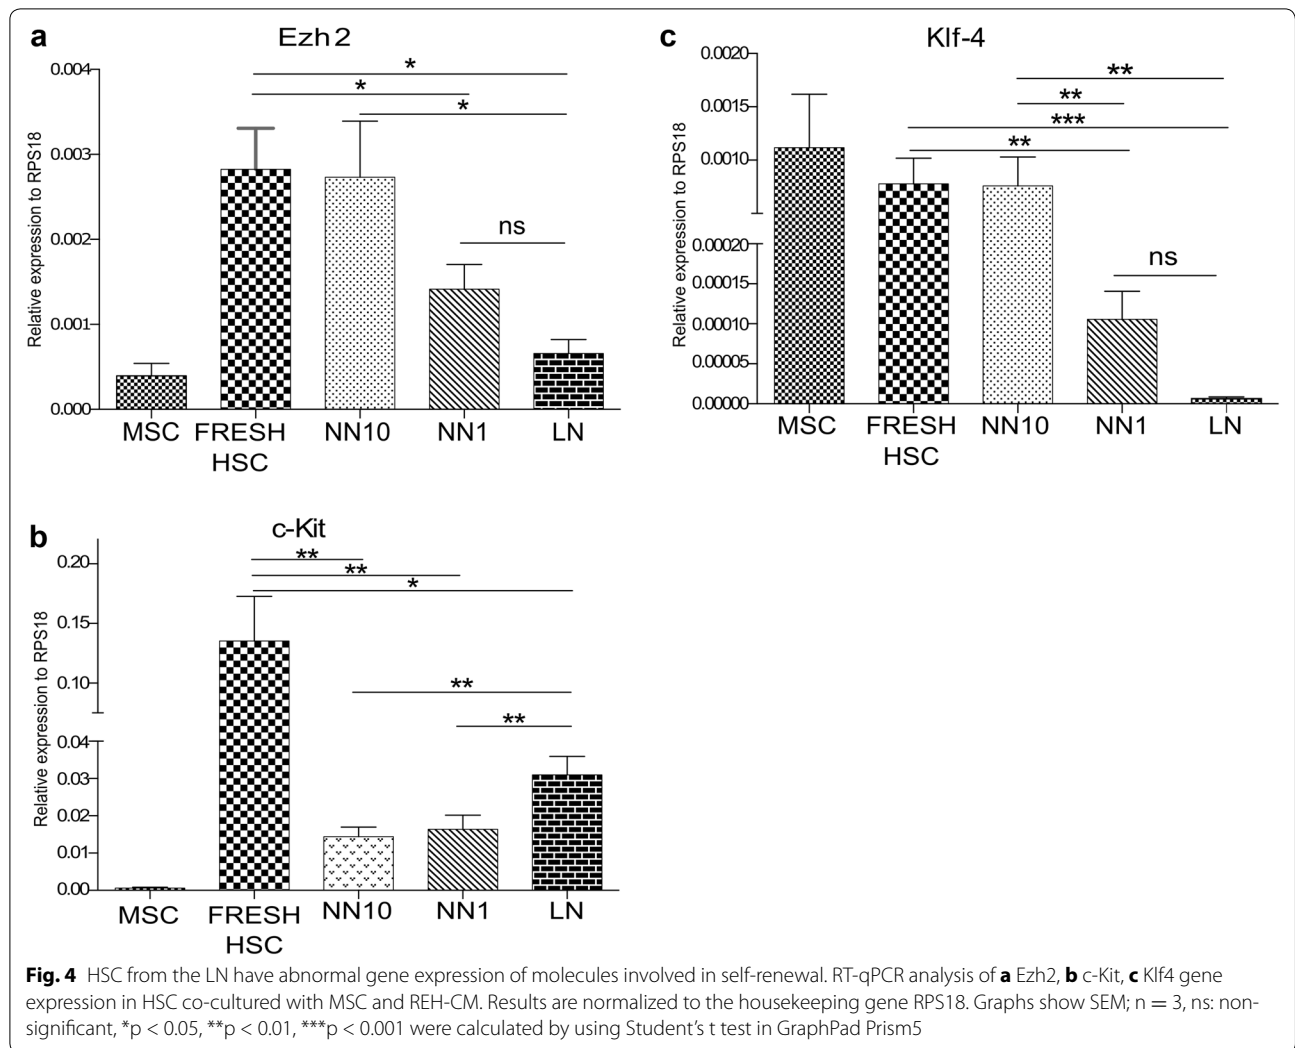 a
Ezh 2
Relative expression to RPS18
0.004
0.003
0.002
0.001
0.000
*
*
*
ns
MSC FRESH HSC NN10 NN1 LN
c
Klf-4
Relative expression to RPS18
0.0020
0.0015
0.0010
0.00020
0.00015
0.00010
0.00005
0.00000
**
**
***
**
ns
MSC FRESH HSC NN10 NN1 LN
b
c-Kit
Relative expression to RPS18
0.20
0.15
0.10
0.04
0.03
0.02
0.01
0.00
**
**
*
**
**
MSC FRESH HSC NN10 NN1 LN
Fig. 4 HSC from the LN have abnormal gene expression of molecules involved in self-renewal. RT-qPCR analysis of a Ezh2, b c-Kit, c Klf4 gene
expression in HSC co-cultured with MSC and REH-CM. Results are normalized to the housekeeping gene RPS18. Graphs show SEM; n = 3, ns: non-
significant, *p < 0.05, **p < 0.01, ***p < 0.001 were calculated by using Student's t test in GraphPad Prism5